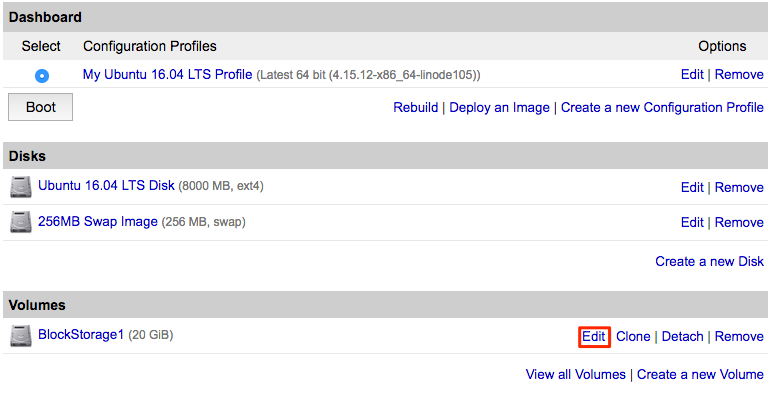 Dashboard
Select Configuration Profiles Options
My Ubuntu 16.04 LTS Profile (Latest 64 bit (4.15.12-x86_64-linode105)) Edit | Remove
Boot Rebuild | Deploy an Image | Create a new Configuration Profile
Disks
Ubuntu 16.04 LTS Disk (8000 MB, ext4) Edit | Remove
256MB Swap Image (256 MB, swap) Edit | Remove
Create a new Disk
Volumes
BlockStorage1 (20 GiB) Edit Clone | Detach | Remove
View all Volumes | Create a new Volume